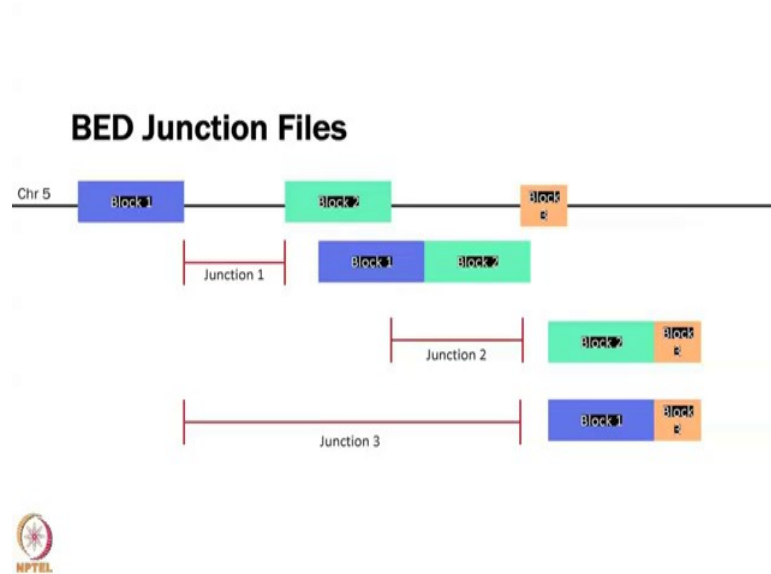 BED Junction Files
Chr 5
Block 1
Block 2
Block
3
Junction 1
Block 1
Block 2
Junction 2
Block 2
Block
3
Junction 3
Block 1
Block
3
NPTEL